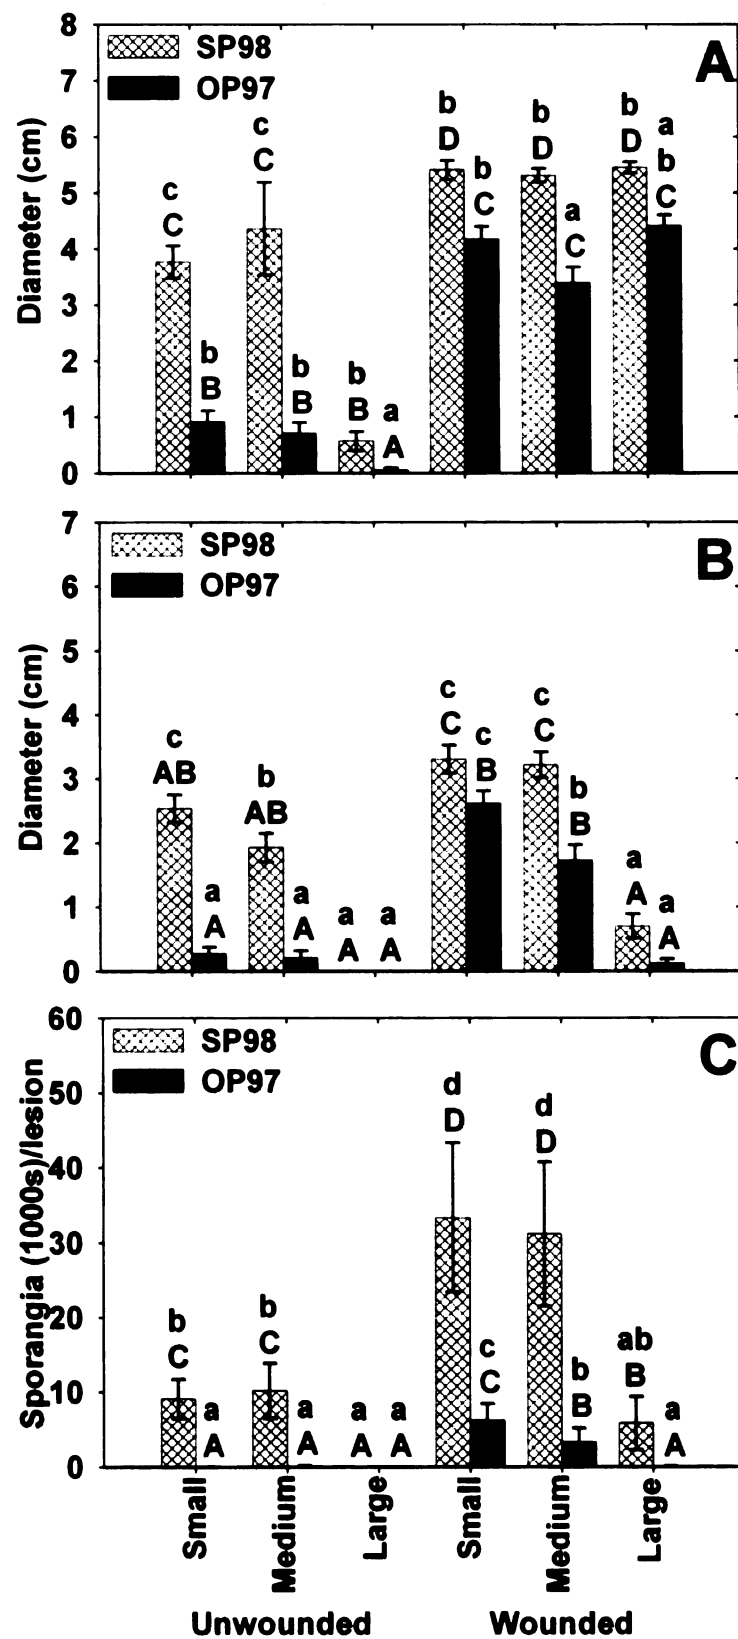 8
7
6
5
4
3
2
1
0
Diameter (cm)
SP98
OP97
A
c
C
b
B
c
C
b
B
b
B
a
A
b
D
b
C
b
D
a
C
b
D
a
b
C
7
6
5
4
3
2
1
0
Diameter (cm)
SP98
OP97
B
c
AB
a
A
b
AB
a
A
a
A
a
A
c
C
c
B
c
C
b
B
a
A
a
A
60
50
40
30
20
10
0
Sporangia (1000s)/lesion
SP98
OP97
C
b
C
a
A
b
C
a
A
a
A
a
A
d
D
c
C
d
D
b
B
ab
B
a
A
Small
Medium
Large
Small
Medium
Large
Unwounded
Wounded